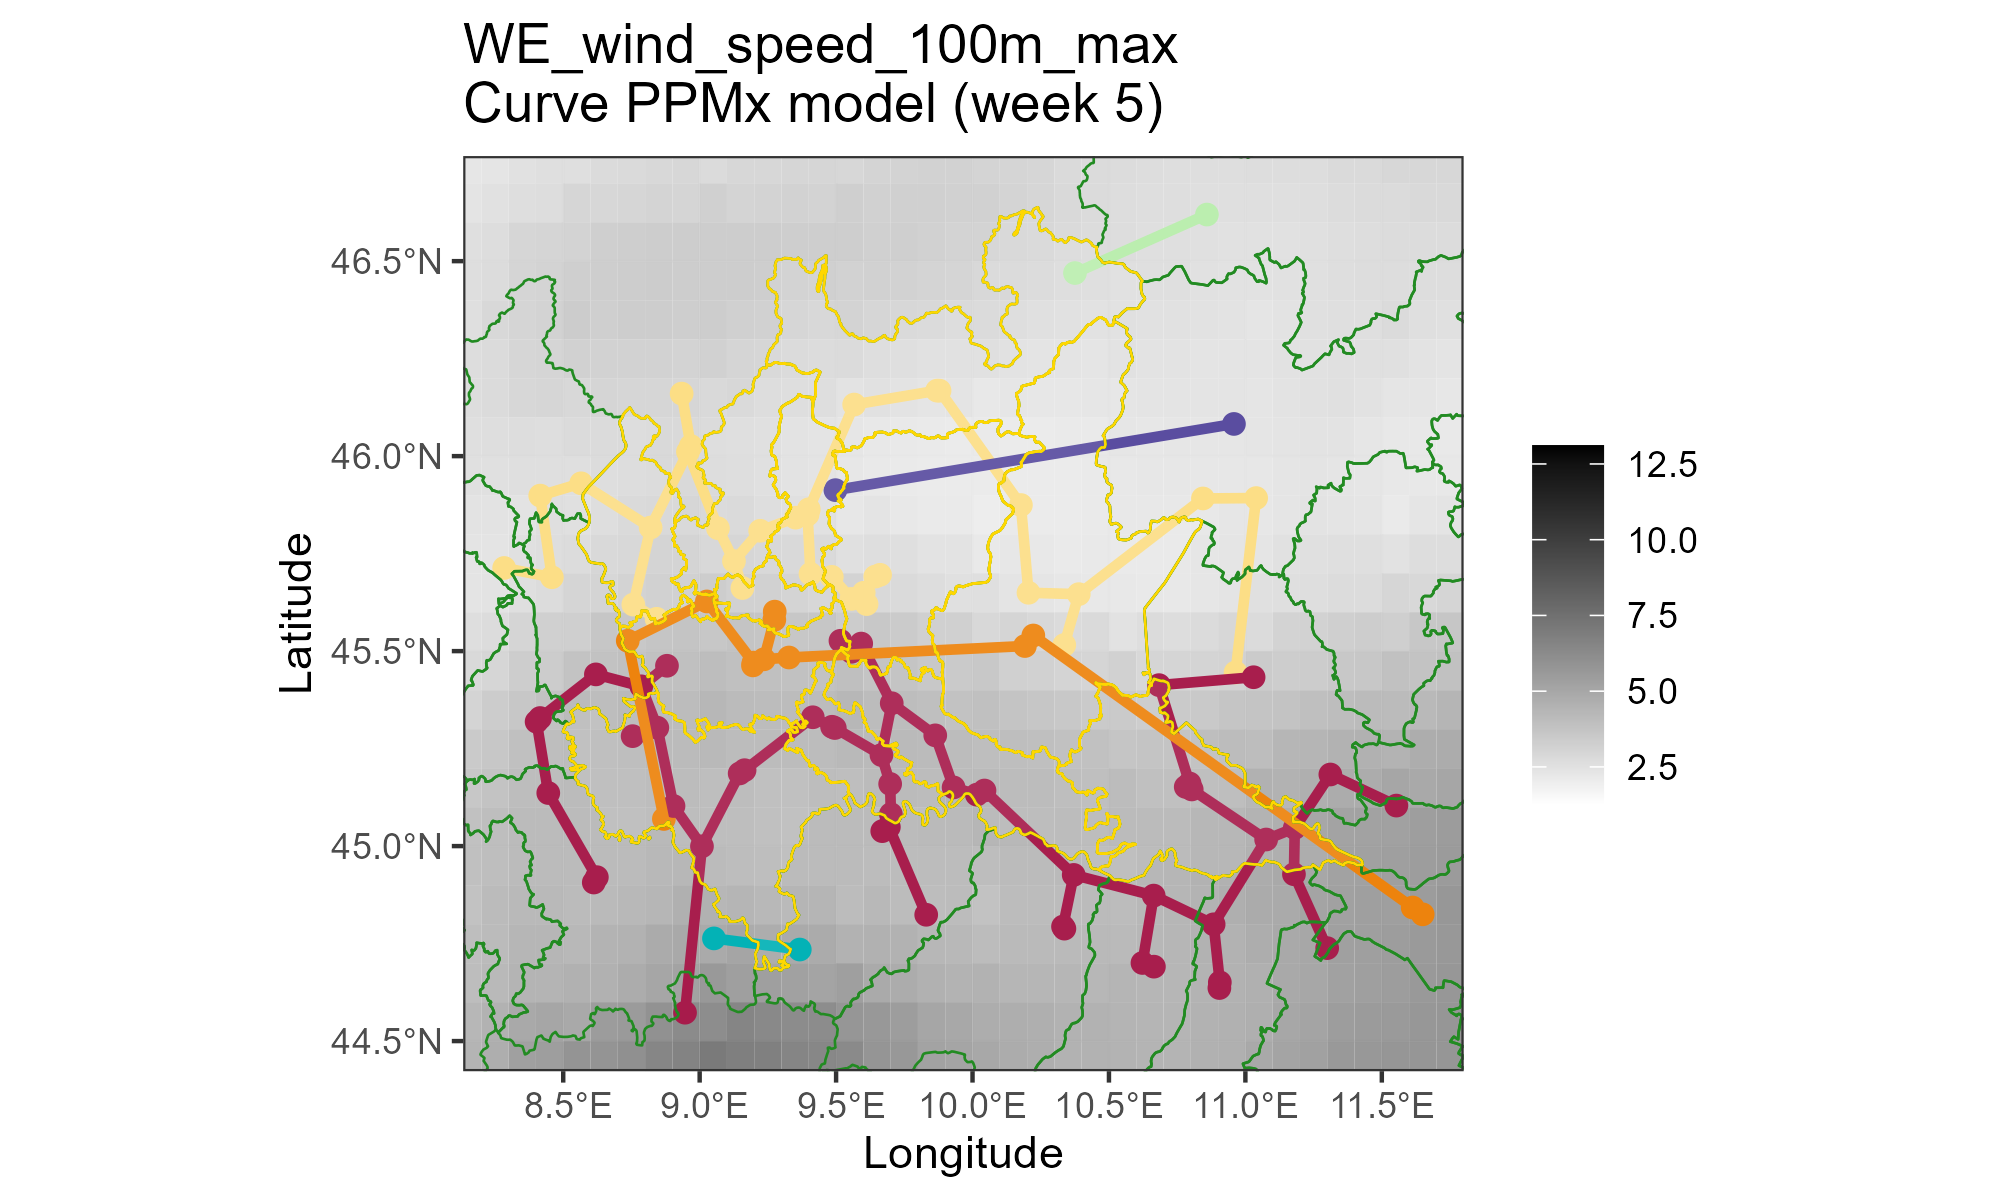 WE_wind_speed_100m_max
Curve PPMx model (week 5)
46.5°N
46.0°N
45.5°N
45.0°N
44.5°N
Latitude
8.5°E
9.0°E
9.5°E
10.0°E
10.5°E
11.0°E
11.5°E
Longitude
12.5
10.0
7.5
5.0
2.5